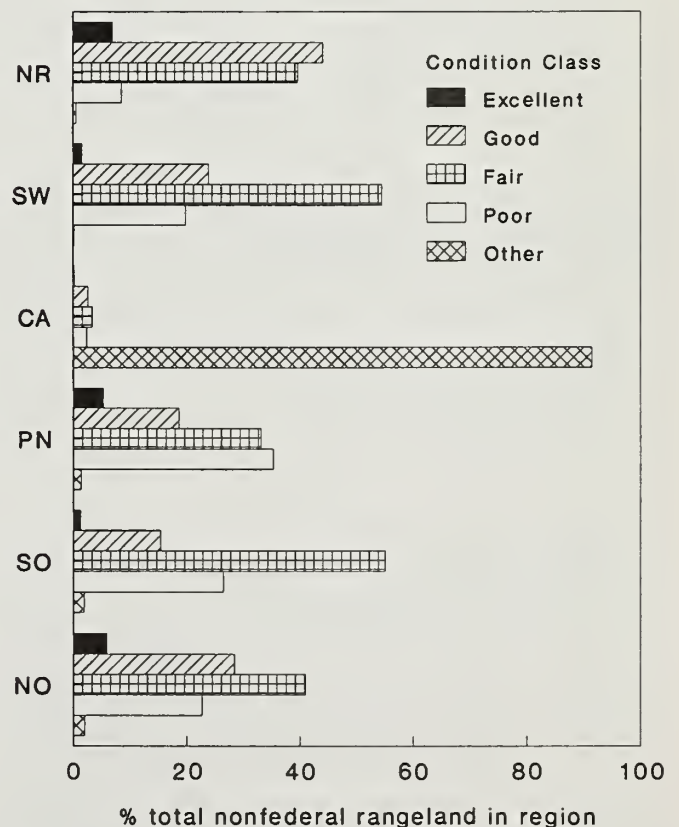 NR
SW
CA
PN
SO
NO
Condition Class
Excellent
Good
Fair
Poor
Other
0 20 40 60 80 100
% total nonfederal rangeland in region